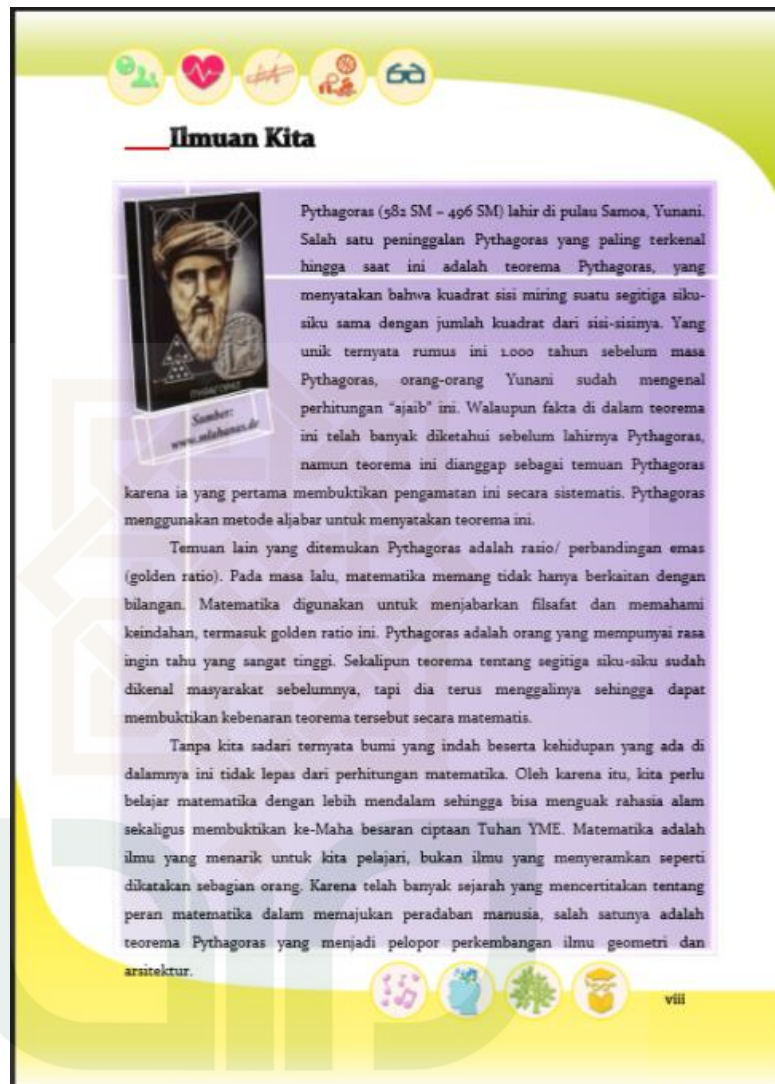 Ilmuan Kita
Pythagoras (582 SM – 496 SM) lahir di pulau Samoa, Yunani.
Salah satu peninggalan Pythagoras yang paling terkenal
hingga saat ini adalah teorema Pythagoras, yang
menyatakan bahwa kuadrat sisi miring suatu segitiga siku-
siku sama dengan jumlah kuadrat dari sisi-sisinya. Yang
unik ternyata rumus ini 1.000 tahun sebelum masa
Pythagoras, orang-orang Yunani sudah mengenal
perhitungan "ajaib" ini. Walaupun fakta di dalam teorema
ini telah banyak diketahui sebelum lahirnya Pythagoras,
namun teorema ini dianggap sebagai temuan Pythagoras
Sumber:
www.mlahanas.de
karena ia yang pertama membuktikan pengamatan ini secara sistematis. Pythagoras
menggunakan metode aljabar untuk menyatakan teorema ini.
Temuan lain yang ditemukan Pythagoras adalah rasio/ perbandingan emas
(golden ratio). Pada masa lalu, matematika memang tidak hanya berkaitan dengan
bilangan. Matematika digunakan untuk menjabarkan filsafat dan memahami
keindahan, termasuk golden ratio ini. Pythagoras adalah orang yang mempunyai rasa
ingin tahu yang sangat tinggi. Sekalipun teorema tentang segitiga siku-siku sudah
dikenal masyarakat sebelumnya, tapi dia terus menggalinya sehingga dapat
membuktikan kebenaran teorema tersebut secara matematis.
Tanpa kita sadari ternyata bumi yang indah beserta kehidupan yang ada di
dalamnya ini tidak lepas dari perhitungan matematika. Oleh karena itu, kita perlu
belajar matematika dengan lebih mendalam sehingga bisa menguak rahasia alam
sekaligus membuktikan ke-Maha besaran ciptaan Tuhan YME. Matematika adalah
ilmu yang menarik untuk kita pelajari, bukan ilmu yang menyeramkan seperti
dikatakan sebagian orang. Karena telah banyak sejarah yang mencertitakan tentang
peran matematika dalam memajukan peradaban manusia, salah satunya adalah
teorema Pythagoras yang menjadi pelopor perkembangan ilmu geometri dan
arsitektur.
viii